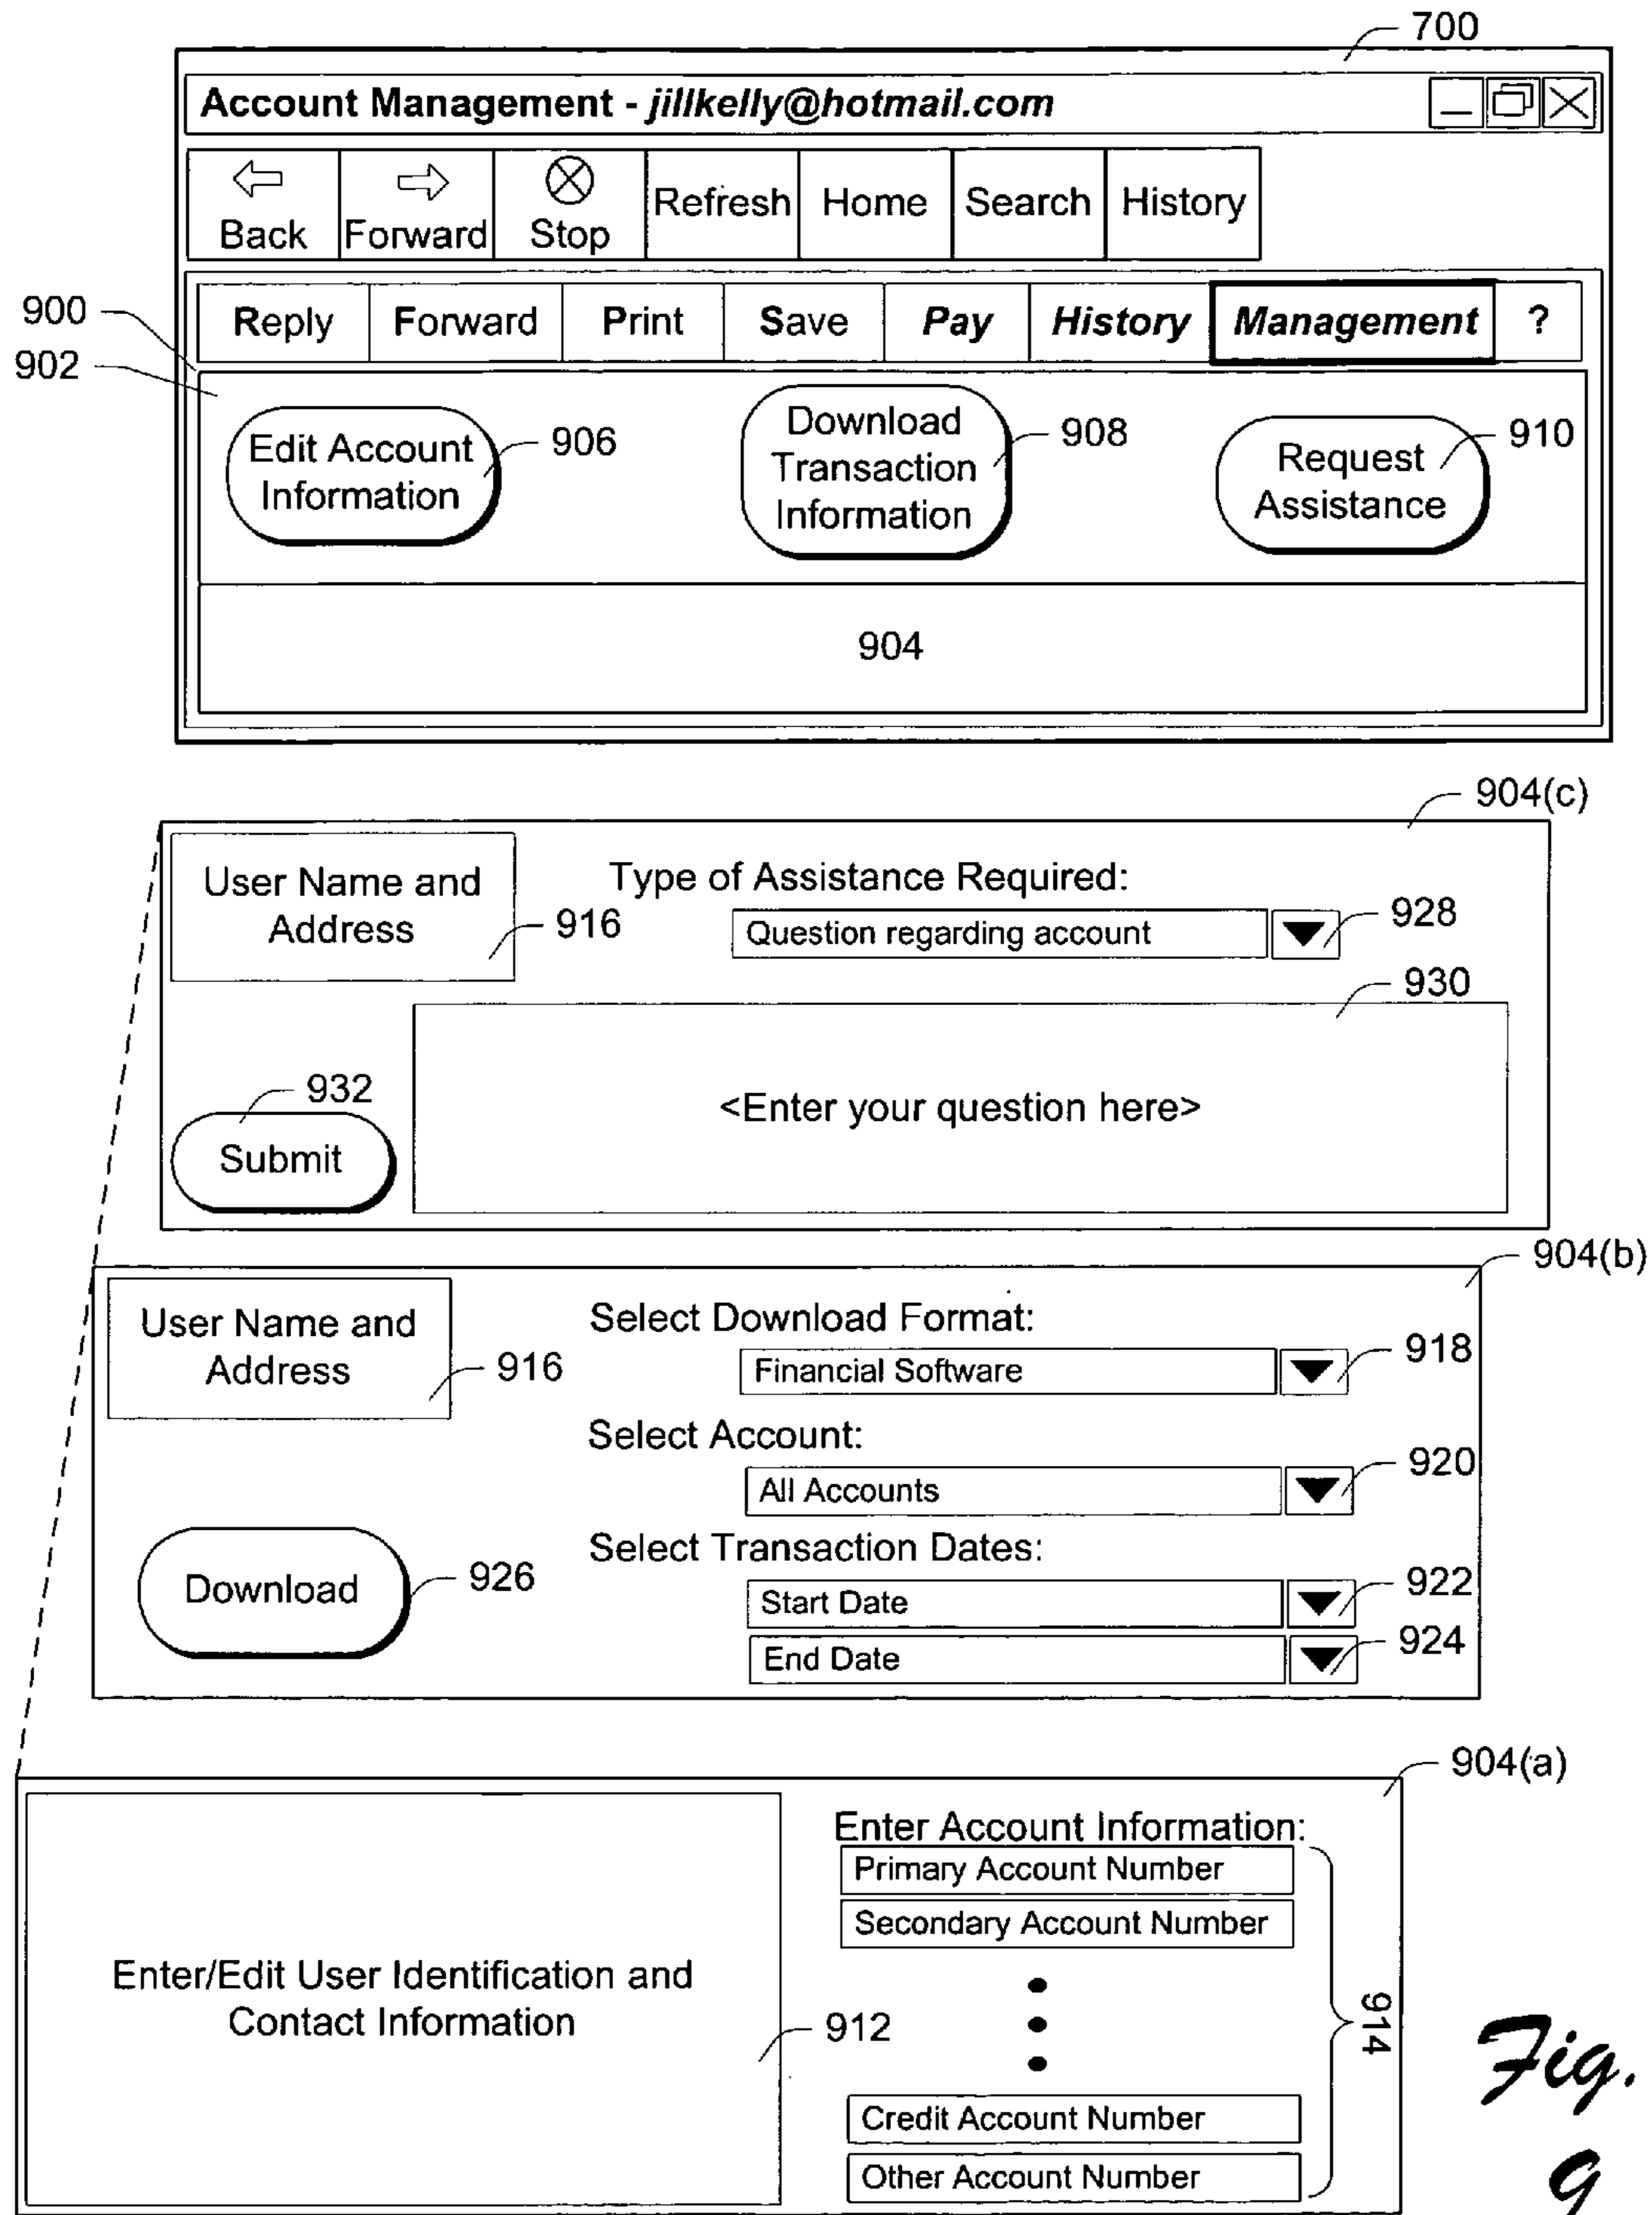 700
Account Management - jillkelly@hotmail.com
Back Forward Stop Refresh Home Search History
900
Reply Forward Print Save Pay History Management ?
902
Edit Account
Information
906
Download
Transaction
Information
908
Request
Assistance
910
904
904(c)
User Name and
Address
916
Type of Assistance Required:
Question regarding account
928
930
<Enter your question here>
932
Submit
904(b)
User Name and
Address
916
Select Download Format:
Financial Software
918
Select Account:
All Accounts
920
Select Transaction Dates:
Start Date
922
End Date
924
Download
926
904(a)
Enter/Edit User Identification and
Contact Information
912
Enter Account Information:
Primary Account Number
Secondary Account Number
Credit Account Number
Other Account Number
914
Fig.
9